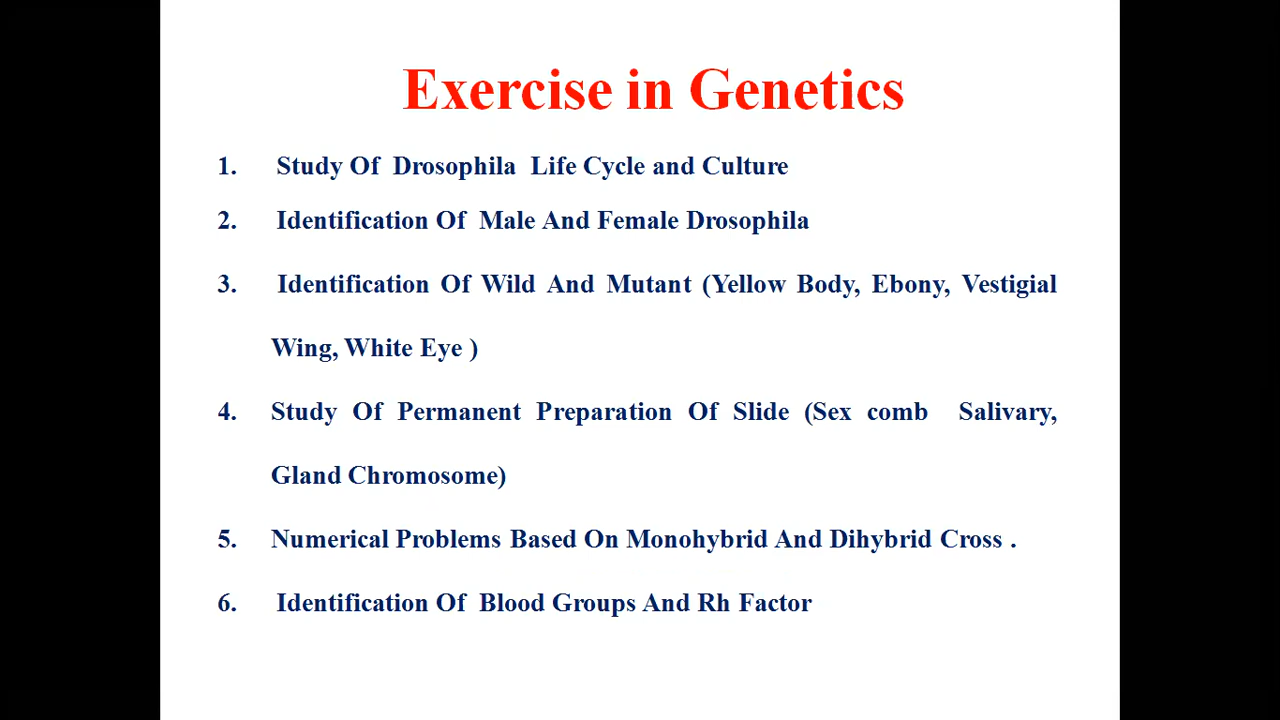 Exercise in Genetics
1. Study Of Drosophila Life Cycle and Culture
2. Identification Of Male And Female Drosophila
3. Identification Of Wild And Mutant (Yellow Body, Ebony, Vestigial
Wing, White Eye )
4. Study Of Permanent Preparation Of Slide (Sex comb Salivary,
Gland Chromosome)
5. Numerical Problems Based On Monohybrid And Dihybrid Cross .
6. Identification Of Blood Groups And Rh Factor